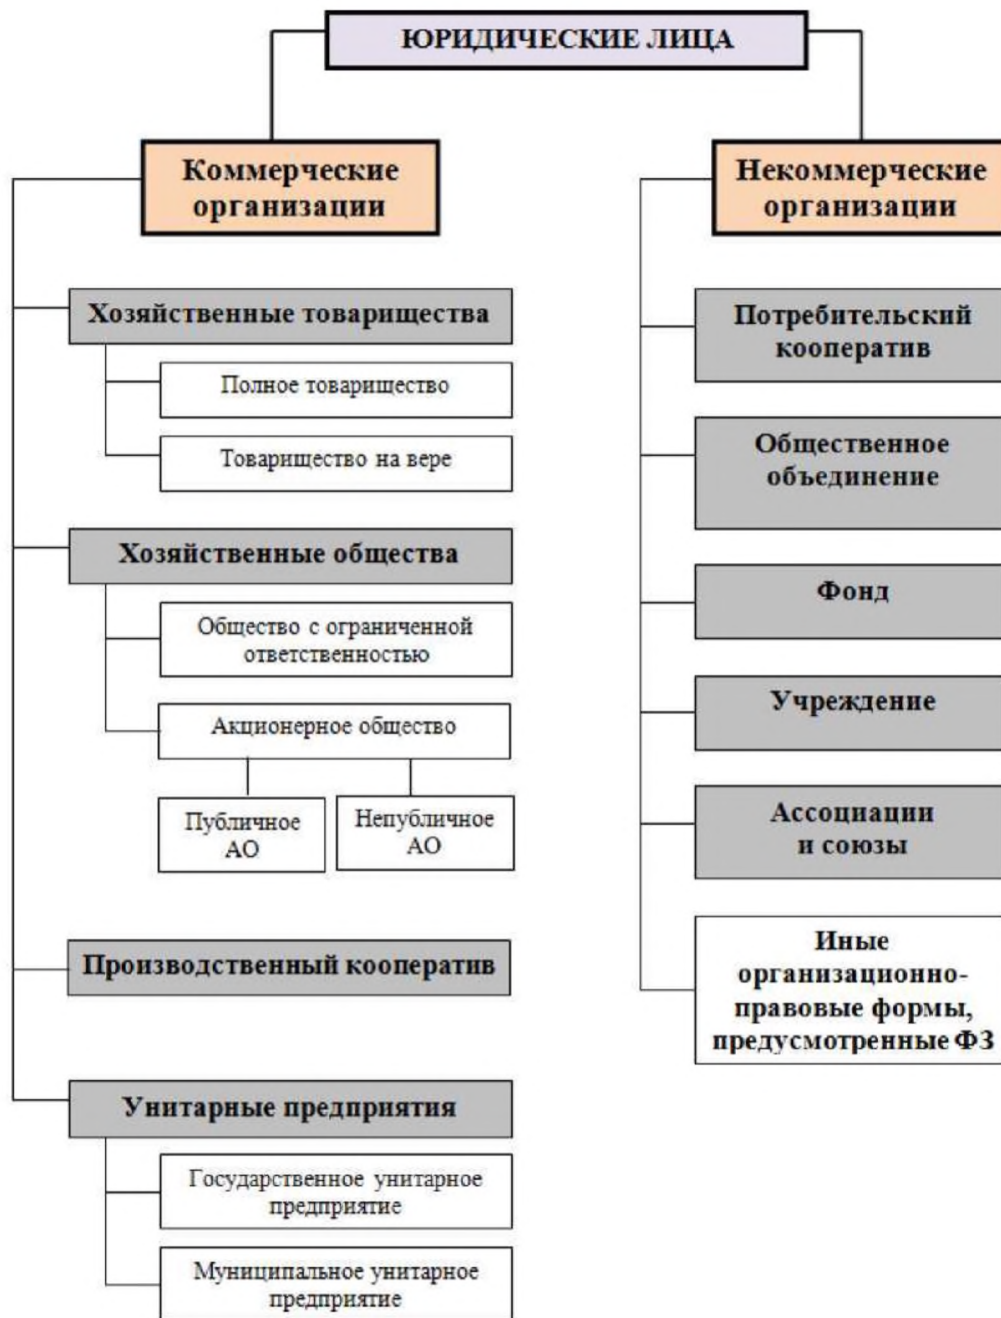 ЮРИДИЧЕСКИЕ ЛИЦА
Коммерческие
организации
Хозяйственные товарищества
Полное товарищество
Товарищество на вере
Хозяйственные общества
Общество с ограниченной
ответственностью
Акционерное общество
Публичное
АО
Непубличное
АО
Производственный кооператив
Унитарные предприятия
Государственное унитарное
предприятие
Муниципальное унитарное
предприятие
Некоммерческие
организации
Потребительский
кооператив
Общественное
объединение
Фонд
Учреждение
Ассоциации
и союзы
Иные
организационно-
правовые формы,
предусмотренные ФЗ